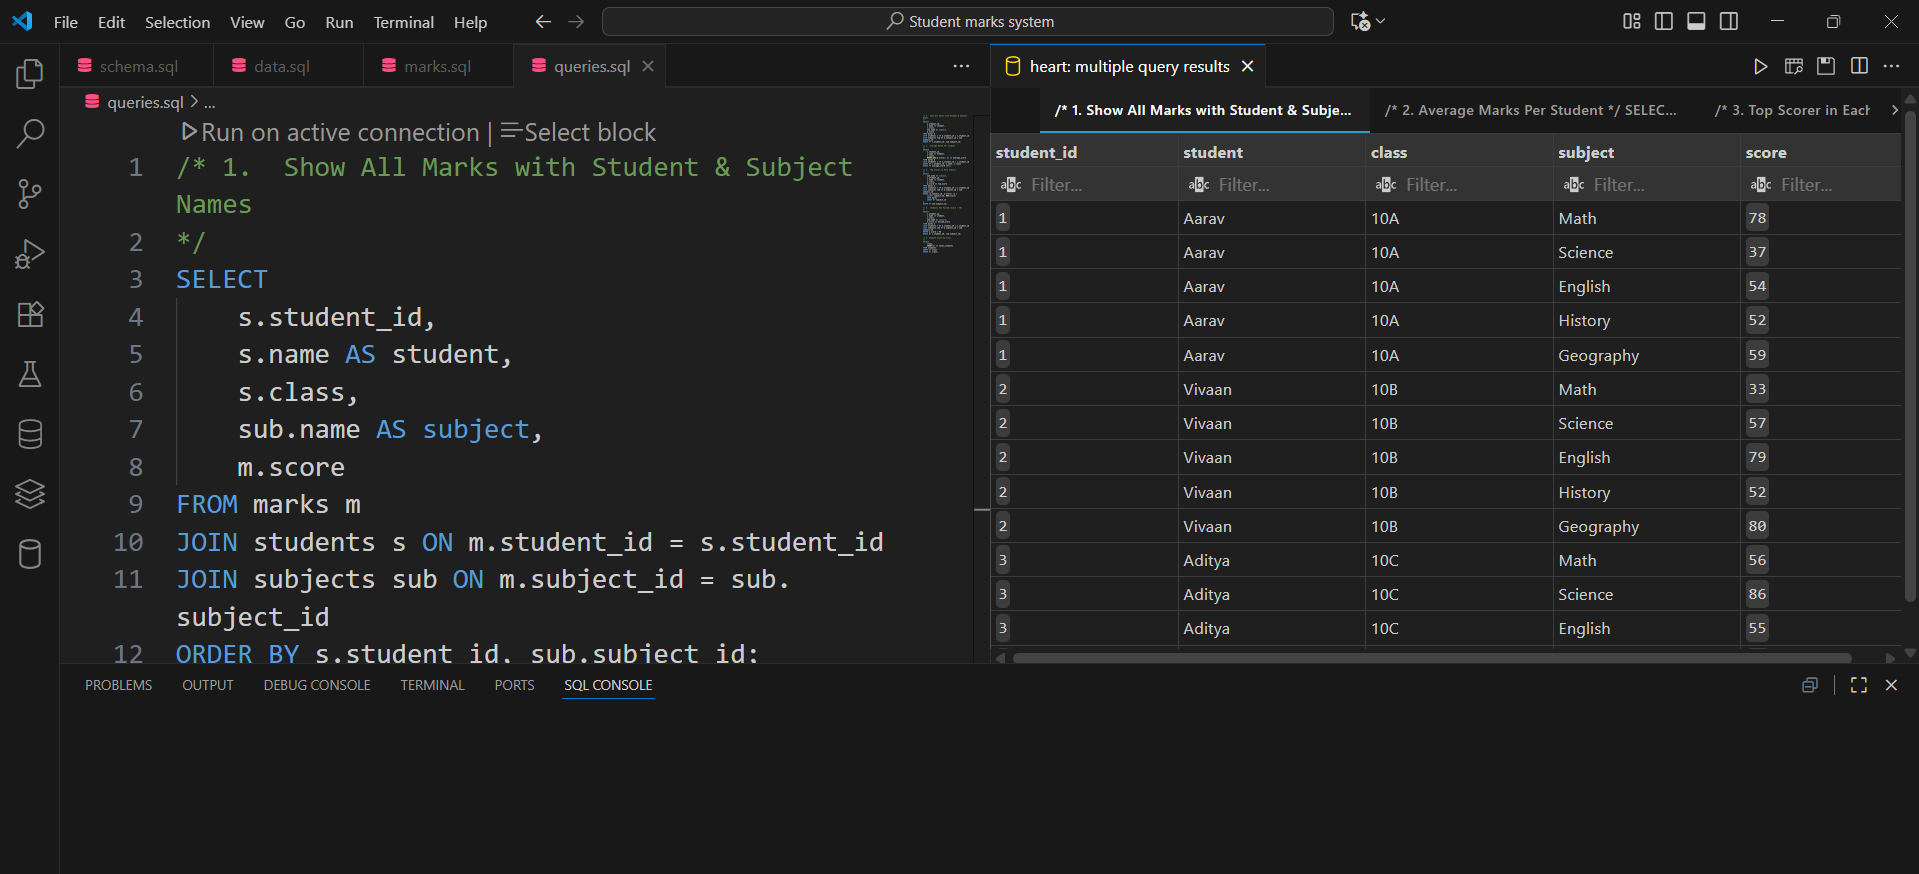 File Edit Selection View Go Run Terminal Help
Student marks system
schema.sql data.sql marks.sql queries.sql
queries.sql > ...
Run on active connection | Select block
1 /* 1.  Show All Marks with Student & Subject
Names
2 */
3 SELECT
4 s.student_id,
5 s.name AS student,
6 s.class,
7 sub.name AS subject,
8 m.score
9 FROM marks m
10 JOIN students s ON m.student_id = s.student_id
11 JOIN subjects sub ON m.subject_id = sub.
subject_id
12 ORDER BY s.student_id, sub.subject_id;
heart: multiple query results
/* 1. Show All Marks with Student & Subje... /* 2. Average Marks Per Student */ SELEC... /* 3. Top Scorer in Each
student_id student class subject score
abc Filter... abc Filter... abc Filter... abc Filter... abc Filter...
1 Aarav 10A Math 78
1 Aarav 10A Science 37
1 Aarav 10A English 54
1 Aarav 10A History 52
1 Aarav 10A Geography 59
2 Vivaan 10B Math 33
2 Vivaan 10B Science 57
2 Vivaan 10B English 79
2 Vivaan 10B History 52
2 Vivaan 10B Geography 80
3 Aditya 10C Math 56
3 Aditya 10C Science 86
3 Aditya 10C English 55
PROBLEMS OUTPUT DEBUG CONSOLE TERMINAL PORTS SQL CONSOLE